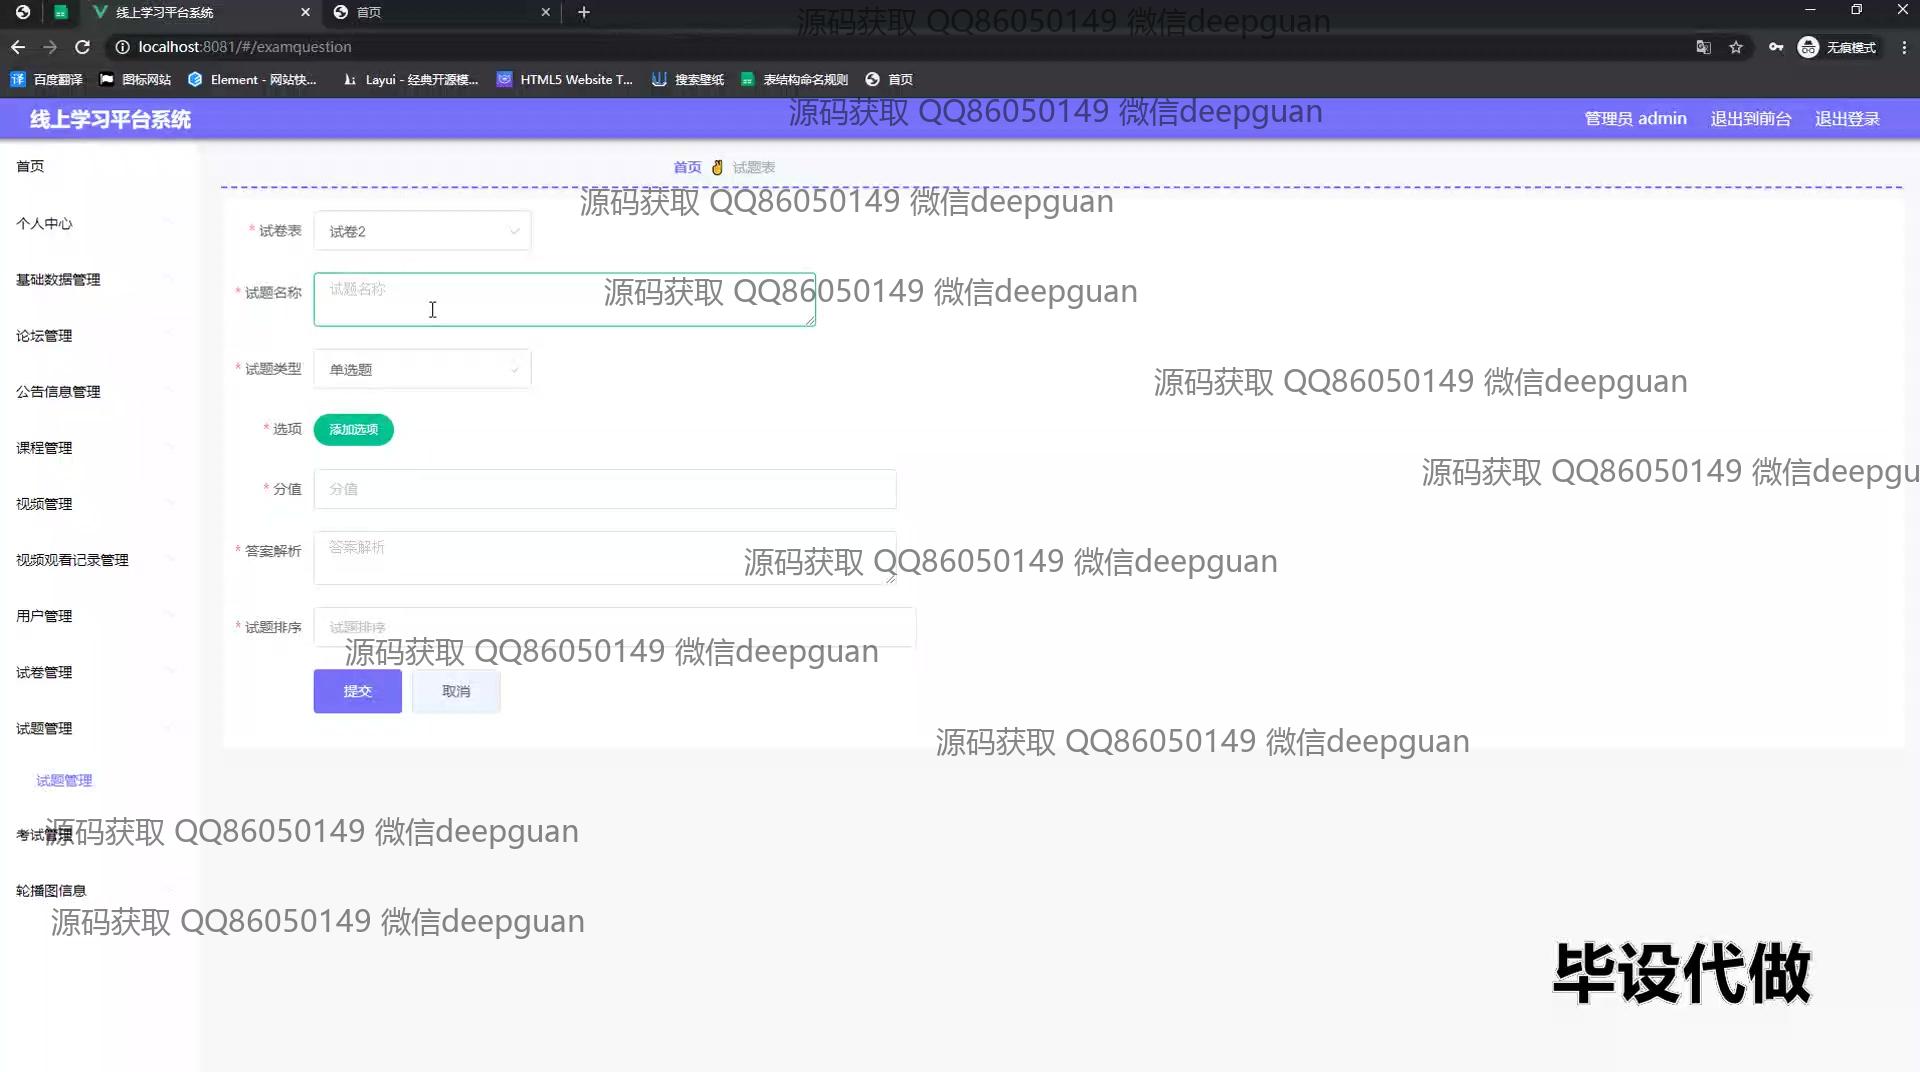 线上学习平台系统
首页
源码获取 QQ86050149 微信deepguan
localhost:8081/#/examquestion
无痕模式
百度翻译
图标网站
Element - 网站快...
Layui - 经典开源模...
HTML5 Website T...
搜索壁纸
表结构命名规则
首页
线上学习平台系统
源码获取 QQ86050149 微信deepguan
管理员 admin
退出到前台
退出登录
首页
首页
试题表
源码获取 QQ86050149 微信deepguan
个人中心
* 试卷表
试卷2
基础数据管理
* 试题名称
试题名称
源码获取 QQ86050149 微信deepguan
论坛管理
* 试题类型
单选题
源码获取 QQ86050149 微信deepguan
公告信息管理
* 选项
添加选项
课程管理
源码获取 QQ86050149 微信deepgu
* 分值
分值
视频管理
* 答案解析
答案解析
源码获取 QQ86050149 微信deepguan
视频观看记录管理
用户管理
* 试题排序
试题排序
源码获取 QQ86050149 微信deepguan
试卷管理
提交
取消
试题管理
源码获取 QQ86050149 微信deepguan
试题管理
考试管理
源码获取 QQ86050149 微信deepguan
轮播图信息
源码获取 QQ86050149 微信deepguan
毕设代做